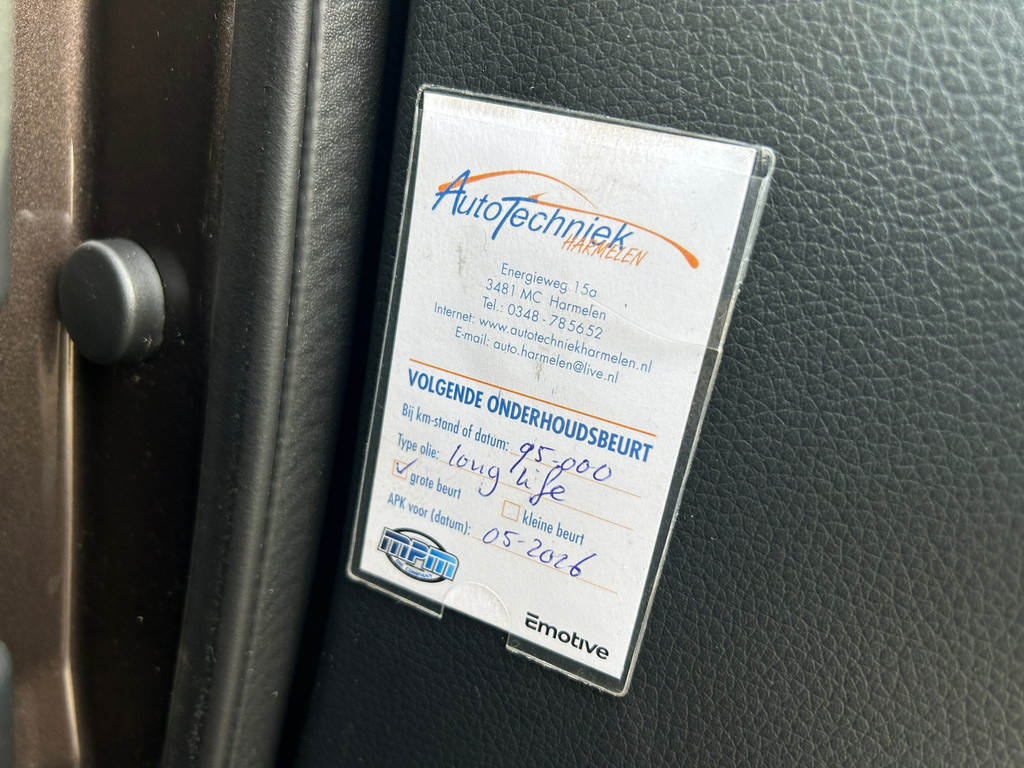 AutoTechniek
HARMELEN
Energieweg 15a
3481 MC Harmelen
Tel.: 0348 - 785652
Internet: www.autotechniekharmelen.nl
E-mail: auto.harmelen@live.nl
VOLGENDE ONDERHOUDSBEURT
Bij km-stand of datum: 95.000
Type olie: long life
grote beurt kleine beurt
APK voor (datum): 05-2026
MPM
OIL COMPANY
Emotive